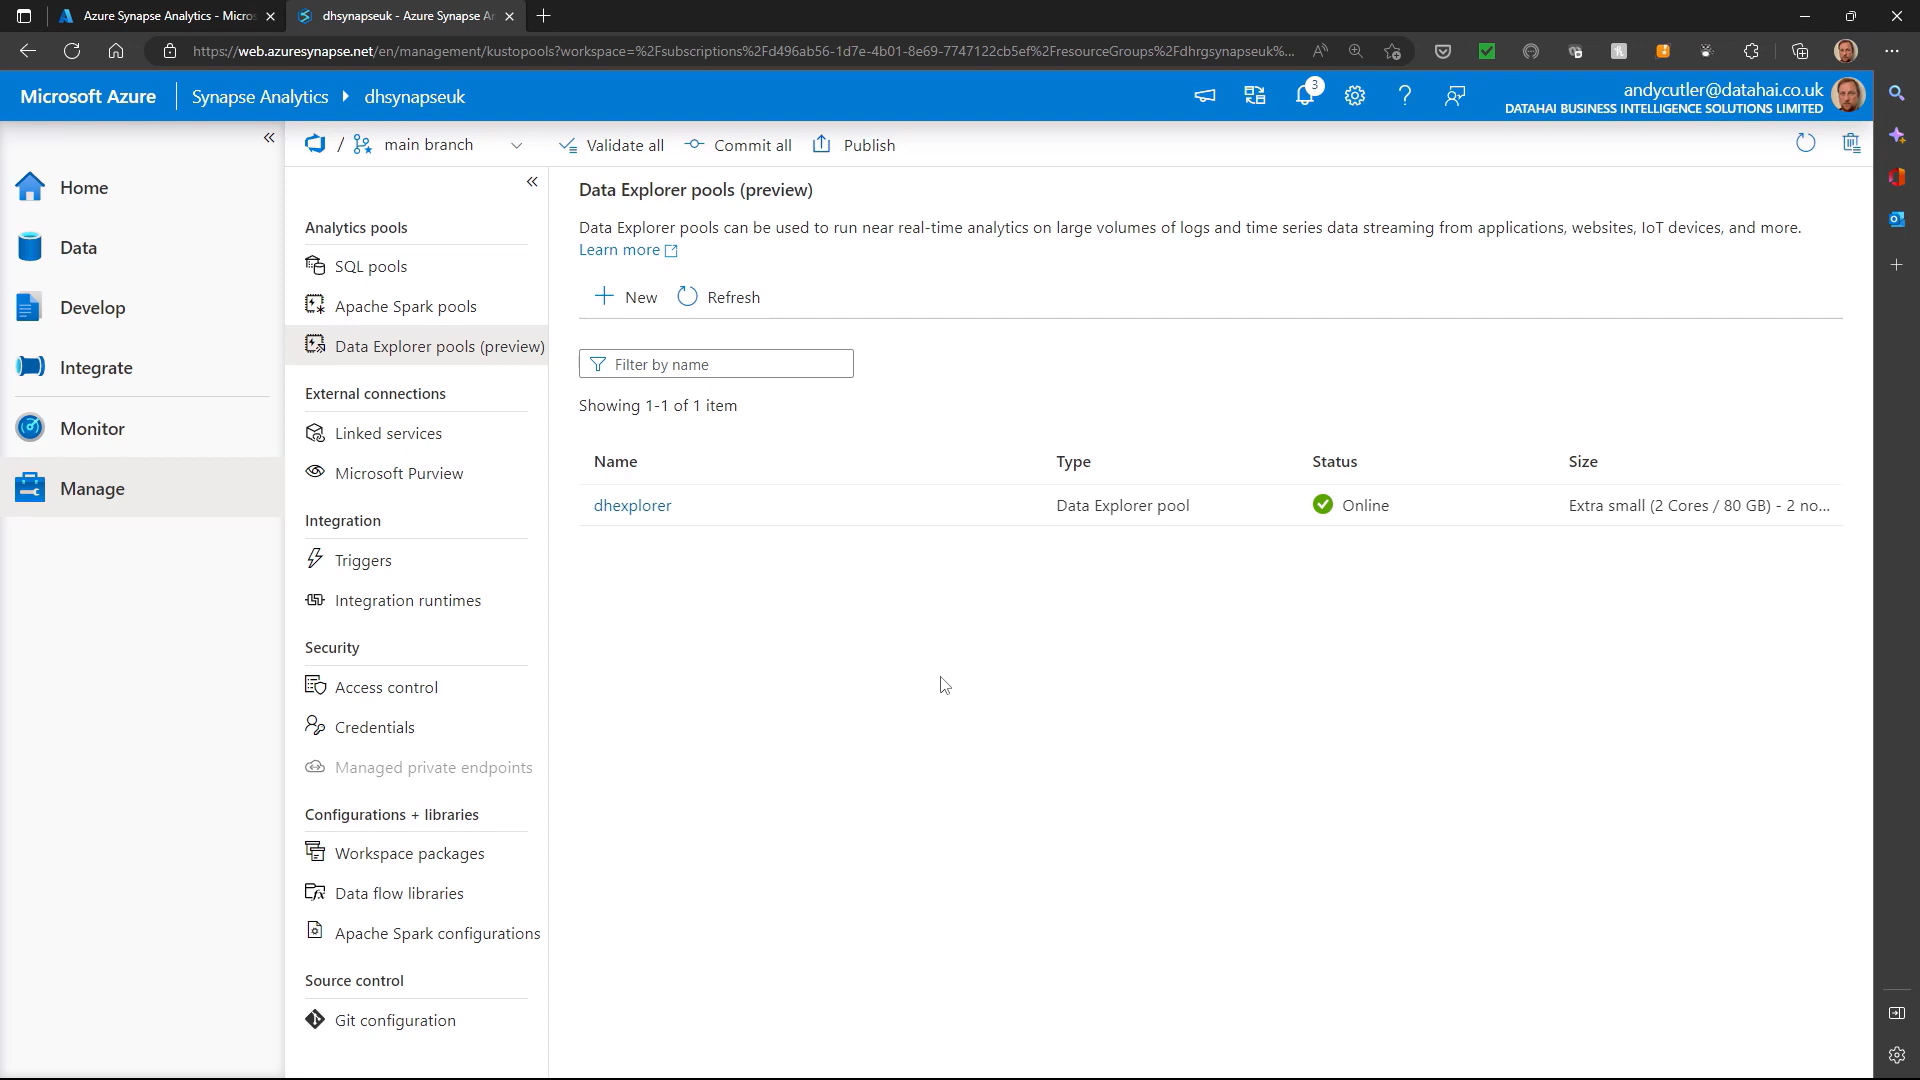 Azure Synapse Analytics - Micros
dhsynapseuk - Azure Synapse An
https://web.azuresynapse.net/en/management/kustopools?workspace=%2Fsubscriptions%2Fd496ab56-1d7e-4b01-8e69-7747122cb5ef%2FresourceGroups%2Fdhrgsynapseuk%...
Microsoft Azure
Synapse Analytics
dhsynapseuk
3
andycutler@datahai.co.uk
DATAHAI BUSINESS INTELLIGENCE SOLUTIONS LIMITED
/ main branch
Validate all
Commit all
Publish
Home
Data
Develop
Integrate
Monitor
Manage
Analytics pools
SQL pools
Apache Spark pools
Data Explorer pools (preview)
External connections
Linked services
Microsoft Purview
Integration
Triggers
Integration runtimes
Security
Access control
Credentials
Managed private endpoints
Configurations + libraries
Workspace packages
Data flow libraries
Apache Spark configurations
Source control
Git configuration
Data Explorer pools (preview)
Data Explorer pools can be used to run near real-time analytics on large volumes of logs and time series data streaming from applications, websites, IoT devices, and more.
Learn more
New
Refresh
Filter by name
Showing 1-1 of 1 item
Name Type Status Size
dhexplorer Data Explorer pool Online Extra small (2 Cores / 80 GB) - 2 no...